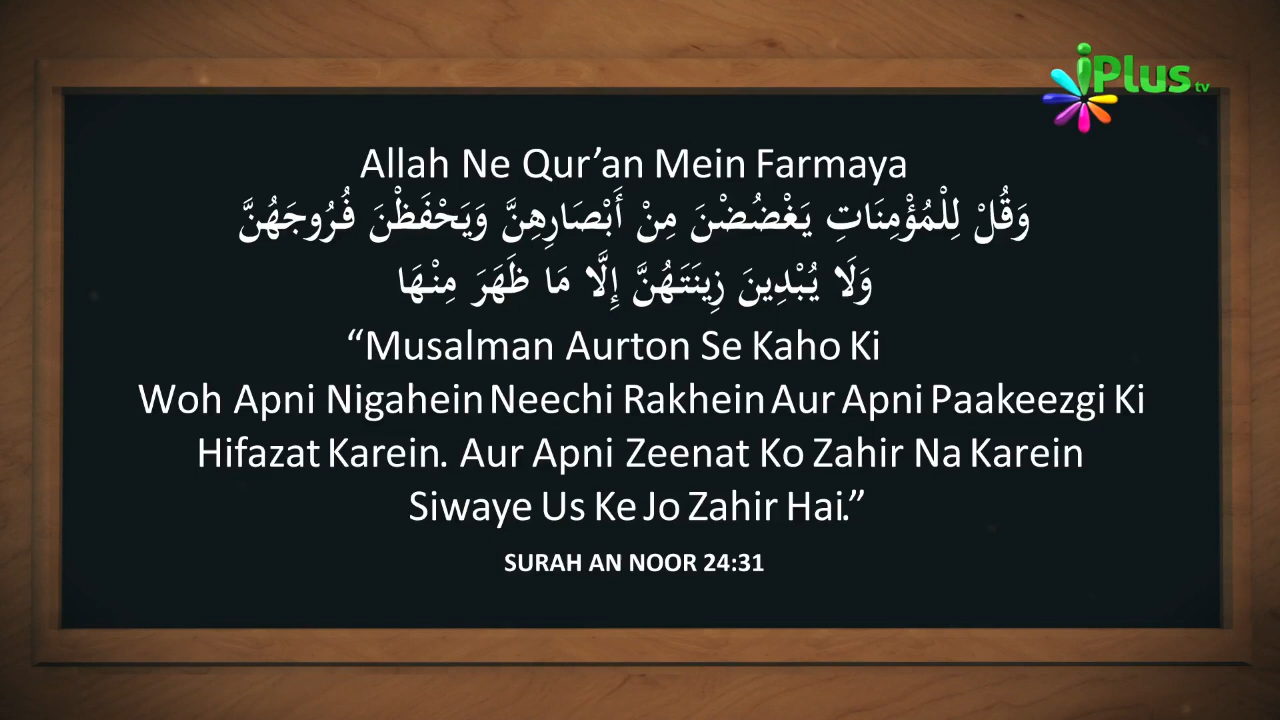 iPlus tv
Allah Ne Qur’an Mein Farmaya
وَقُلْ لِلْمُؤْمِنَاتِ يَغْضُضْنَ مِنْ أَبْصَارِهِنَّ وَيَحْفَظْنَ فُرُوجَهُنَّ
وَلَا يُبْدِينَ زِينَتَهُنَّ إِلَّا مَا ظَهَرَ مِنْهَا
“Musalman Aurton Se Kaho Ki
Woh Apni Nigahein Neechi Rakhein Aur Apni Paakeezgi Ki
Hifazat Karein. Aur Apni Zeenat Ko Zahir Na Karein
Siwaye Us Ke Jo Zahir Hai.”
SURAH AN NOOR 24:31